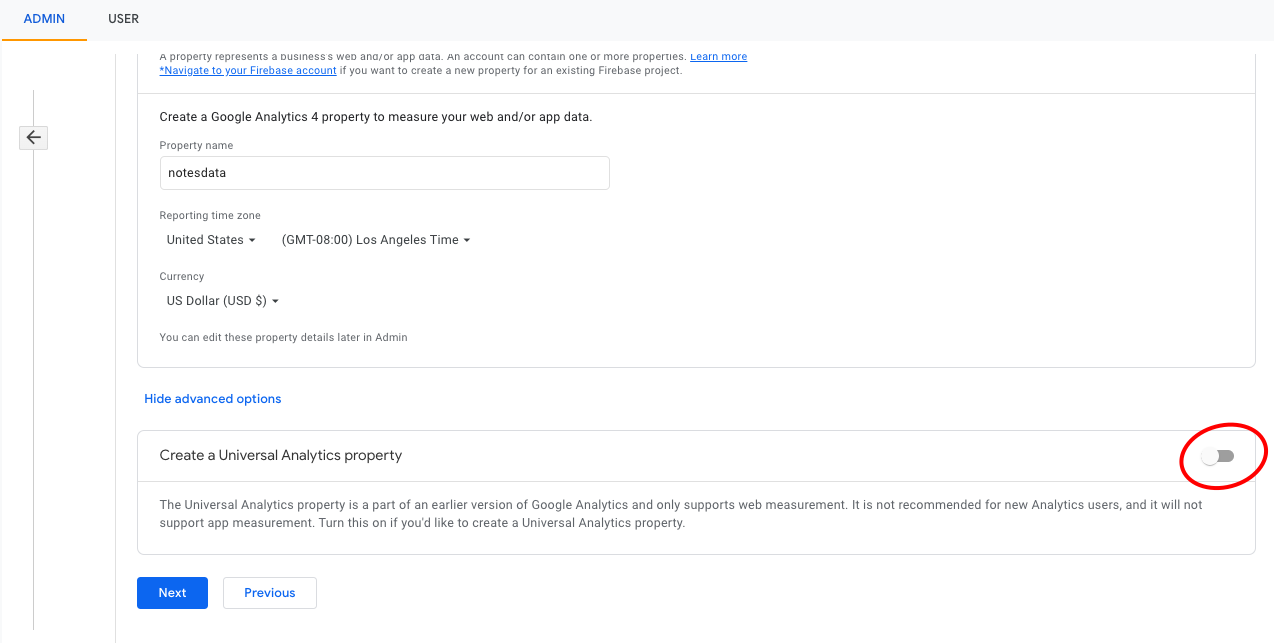 ADMIN
USER
A property represents a business's web and/or app data. An account can contain one or more properties. Learn more
*Navigate to your Firebase account if you want to create a new property for an existing Firebase project.
Create a Google Analytics 4 property to measure your web and/or app data.
Property name
notesdata
Reporting time zone
United States
(GMT-08:00) Los Angeles Time
Currency
US Dollar (USD $)
You can edit these property details later in Admin
Hide advanced options
Create a Universal Analytics property
The Universal Analytics property is a part of an earlier version of Google Analytics and only supports web measurement. It is not recommended for new Analytics users, and it will not
support app measurement. Turn this on if you'd like to create a Universal Analytics property.
Next
Previous